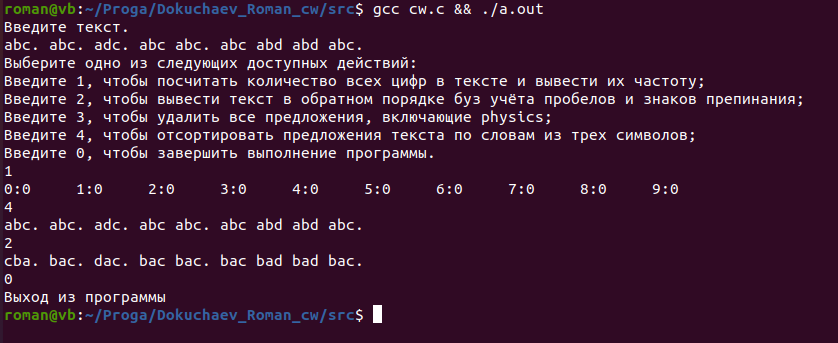 roman@vb:~/Proga/Dokuchaev_Roman_cw/src$ gcc cw.c && ./a.out
Введите текст.
abc. abc. adc. abc abc. abc abd abd abc.
Выберите одно из следующих доступных действий:
Введите 1, чтобы посчитать количество всех цифр в тексте и вывести их частоту;
Введите 2, чтобы вывести текст в обратном порядке буз учёта пробелов и знаков препинания;
Введите 3, чтобы удалить все предложения, включающие physics;
Введите 4, чтобы отсортировать предложения текста по словам из трех символов;
Введите 0, чтобы завершить выполнение программы.
1
0:0 1:0 2:0 3:0 4:0 5:0 6:0 7:0 8:0 9:0
4
abc. abc. adc. abc abc. abc abd abd abc.
2
cba. bac. dac. bac bac. bac bad bad bac.
0
Выход из программы
roman@vb:~/Proga/Dokuchaev_Roman_cw/src$